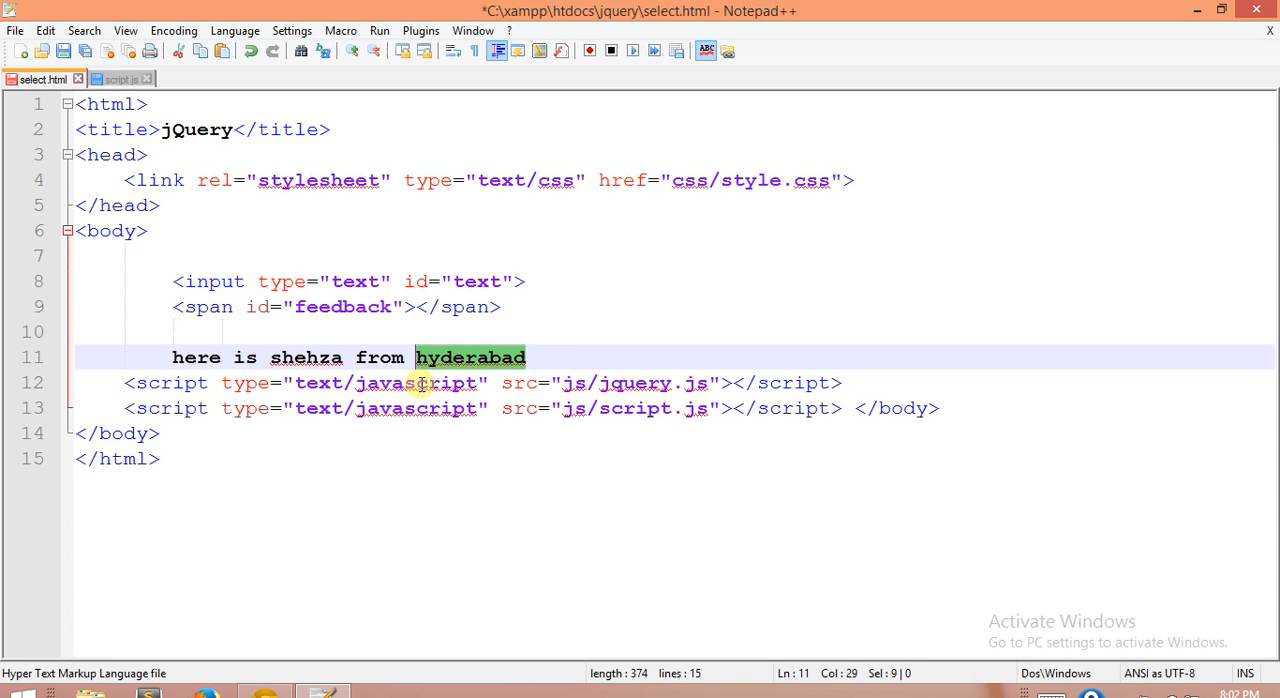 *C:\xampp\htdocs\jquery\select.html - Notepad++
File Edit Search View Encoding Language Settings Macro Run Plugins Window ? X
select.html script.js
1 <html>
2 <title>jQuery</title>
3 <head>
4 <link rel="stylesheet" type="text/css" href="css/style.css">
5 </head>
6 <body>
7
8 <input type="text" id="text">
9 <span id="feedback"></span>
10
11 here is shehza from hyderabad
12 <script type="text/javascript" src="js/jquery.js"></script>
13 <script type="text/javascript" src="js/script.js"></script> </body>
14 </body>
15 </html>
Activate Windows
Go to PC settings to activate Windows.
Hyper Text Markup Language file length : 374 lines : 15 Ln : 11 Col : 29 Sel : 9 | 0 Dos\Windows ANSI as UTF-8 INS
8:02 PM